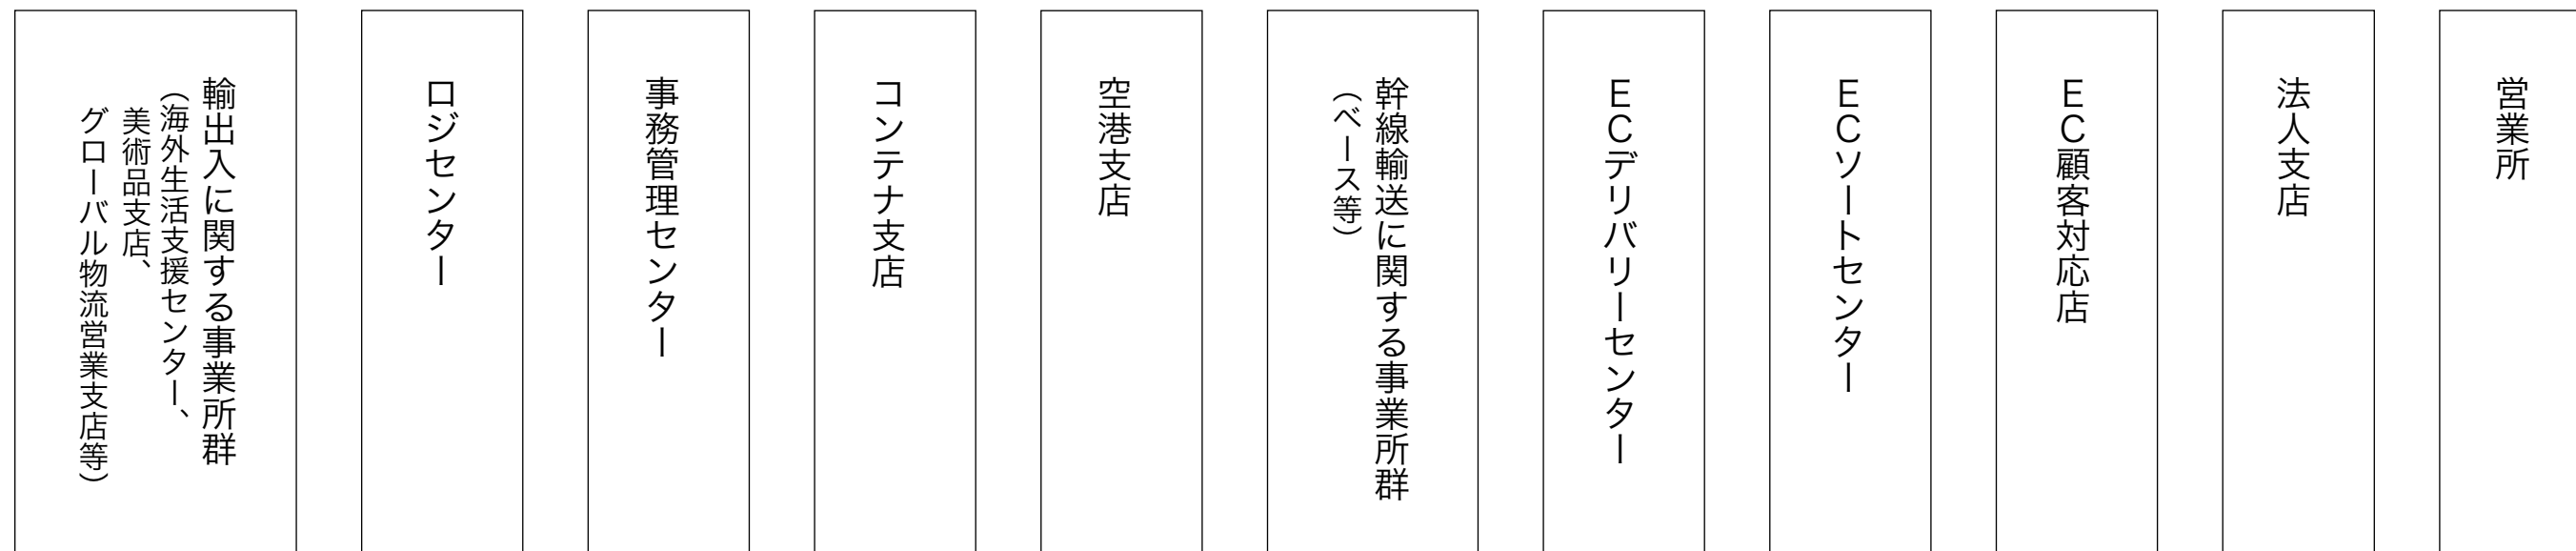 営業所
法人支店
ＥＣ顧客対応店
ＥＣソートセンター
ＥＣデリバリーセンター
幹線輸送に関する事業所群
（ベース等）
空港支店
コンテナ支店
事務管理センター
ロジセンター
輸出入に関する事業所群
（海外生活支援センター、
美術品支店、
グローバル物流営業支店等）